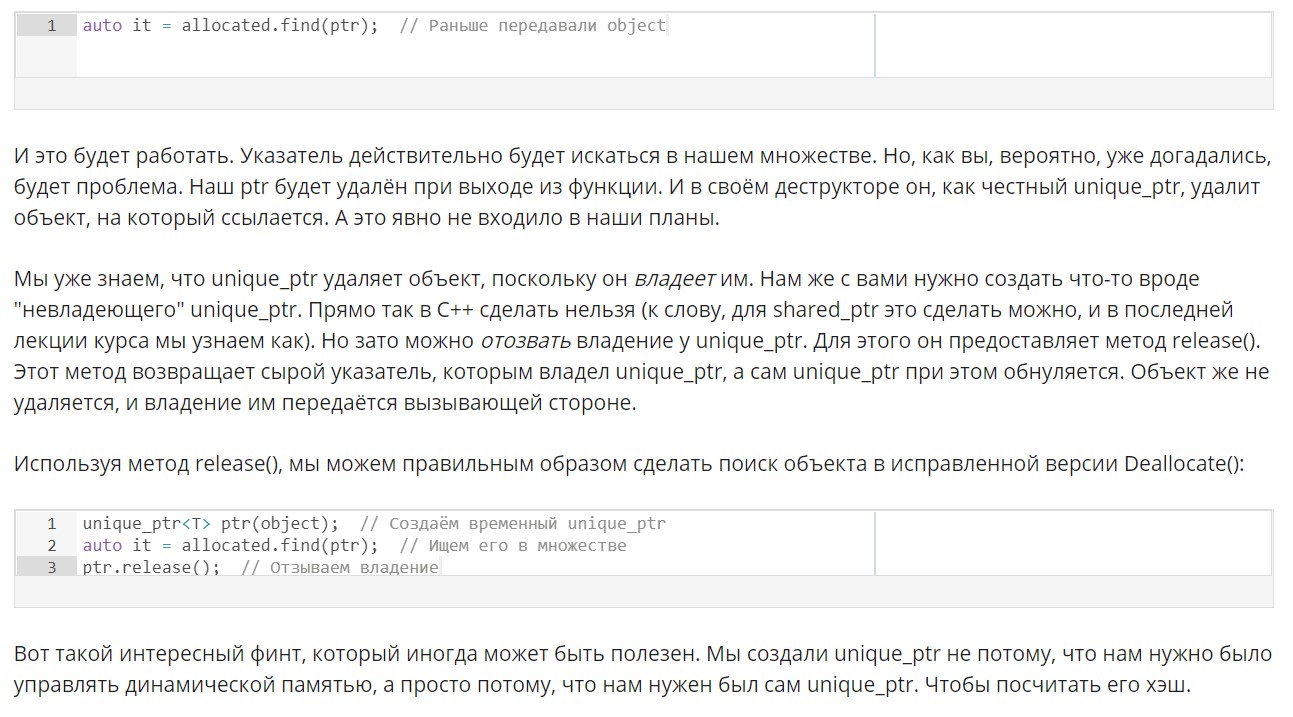 1 auto it = allocated.find(ptr);  // Раньше передавали object
И это будет работать. Указатель действительно будет искаться в нашем множестве. Но, как вы, вероятно, уже догадались,
будет проблема. Наш ptr будет удалён при выходе из функции. И в своём деструкторе он, как честный unique_ptr, удалит
объект, на который ссылается. А это явно не входило в наши планы.
Мы уже знаем, что unique_ptr удаляет объект, поскольку он владеет им. Нам же с вами нужно создать что-то вроде
"невладеющего" unique_ptr. Прямо так в C++ сделать нельзя (к слову, для shared_ptr это сделать можно, и в последней
лекции курса мы узнаем как). Но зато можно отозвать владение у unique_ptr. Для этого он предоставляет метод release().
Этот метод возвращает сырой указатель, которым владел unique_ptr, а сам unique_ptr при этом обнуляется. Объект же не
удаляется, и владение им передаётся вызывающей стороне.
Используя метод release(), мы можем правильным образом сделать поиск объекта в исправленной версии Deallocate():
1 unique_ptr<T> ptr(object);  // Создаём временный unique_ptr
2 auto it = allocated.find(ptr);  // Ищем его в множестве
3 ptr.release();  // Отзываем владение
Вот такой интересный финт, который иногда может быть полезен. Мы создали unique_ptr не потому, что нам нужно было
управлять динамической памятью, а просто потому, что нам нужен был сам unique_ptr. Чтобы посчитать его хэш.